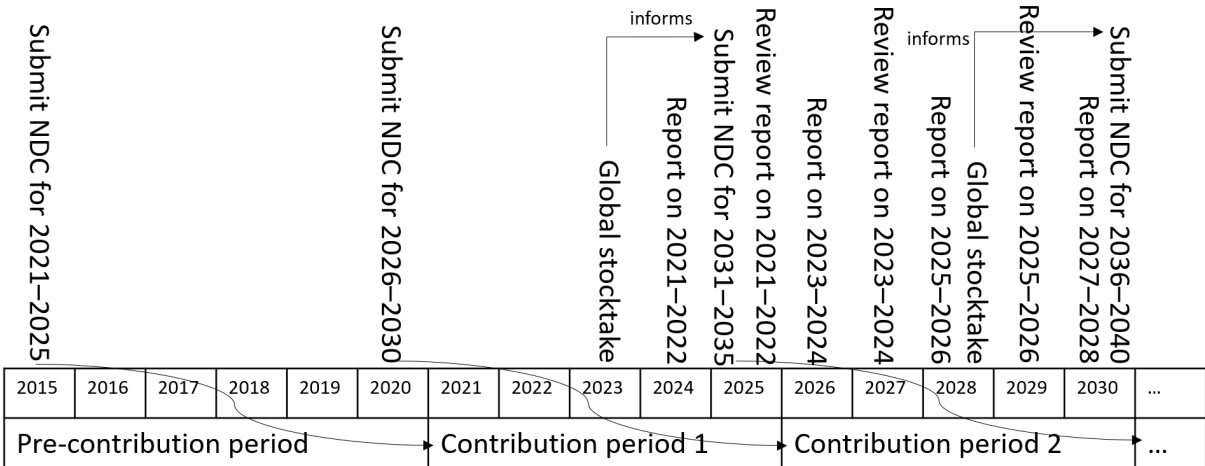 informs
informs
Submit NDC for 2021–2025
Submit NDC for 2026–2030
Global stocktake
Report on 2021–2022
Submit NDC for 2031–2035
Review report on 2021–2022
Report on 2023–2024
Review report on 2023–2024
Report on 2025–2026
Global stocktake
Review report on 2025–2026
Report on 2027–2028
Submit NDC for 2036–2040
2015 2016 2017 2018 2019 2020 2021 2022 2023 2024 2025 2026 2027 2028 2029 2030 ...
Pre-contribution period Contribution period 1 Contribution period 2 ...